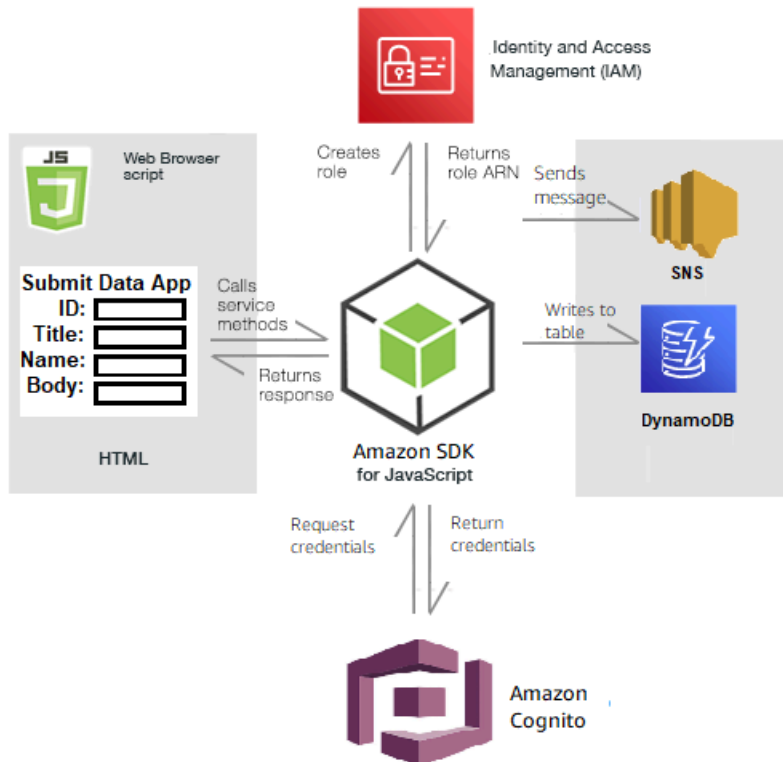 Identity and Access
Management (IAM)
JS
Web Browser
script
Creates
role
Returns
role ARN
Sends
message
SNS
Submit Data App
ID:
Title:
Name:
Body:
Calls
service
methods
Returns
response
Writes to
table
DynamoDB
HTML
Amazon SDK
for JavaScript
Request
credentials
Return
credentials
Amazon
Cognito